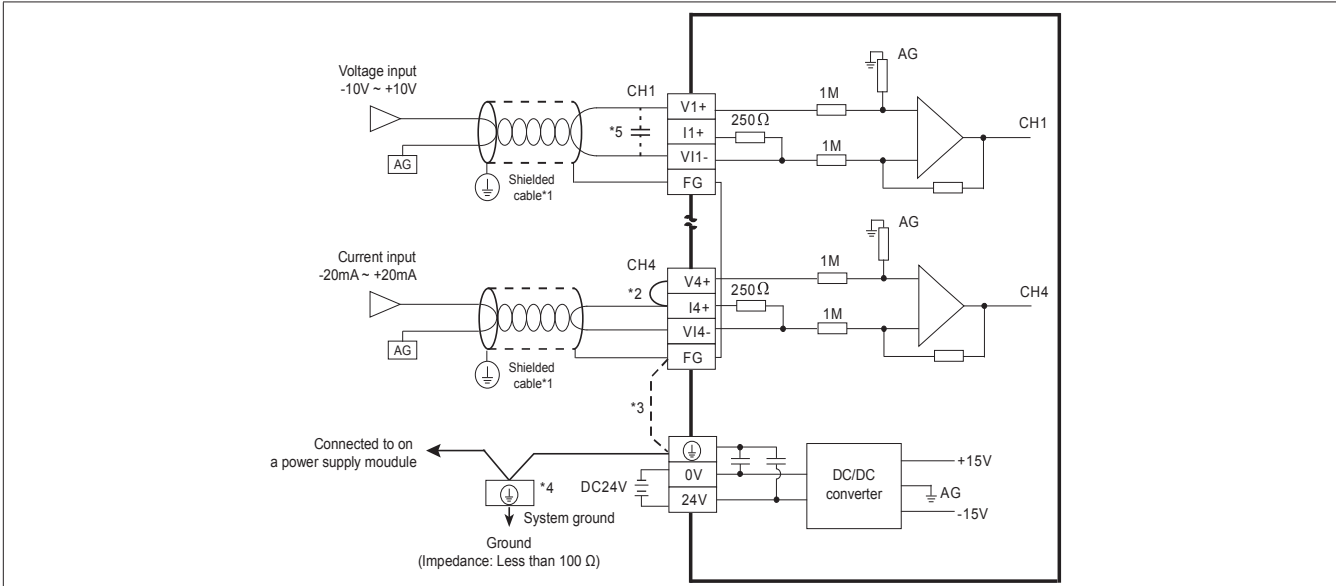 Voltage input
-10V ~ +10V
AG
Shielded
cable*1
CH1
*5
V1+
I1+
VI1-
FG
250Ω
1M
1M
AG
CH1
Current input
-20mA ~ +20mA
AG
Shielded
cable*1
CH4
*2
V4+
I4+
VI4-
FG
250Ω
1M
1M
AG
CH4
*3
Connected to on
a power supply moudule
*4
System ground
Ground
(Impedance: Less than 100 Ω)
DC24V
0V
24V
DC/DC
converter
+15V
AG
-15V